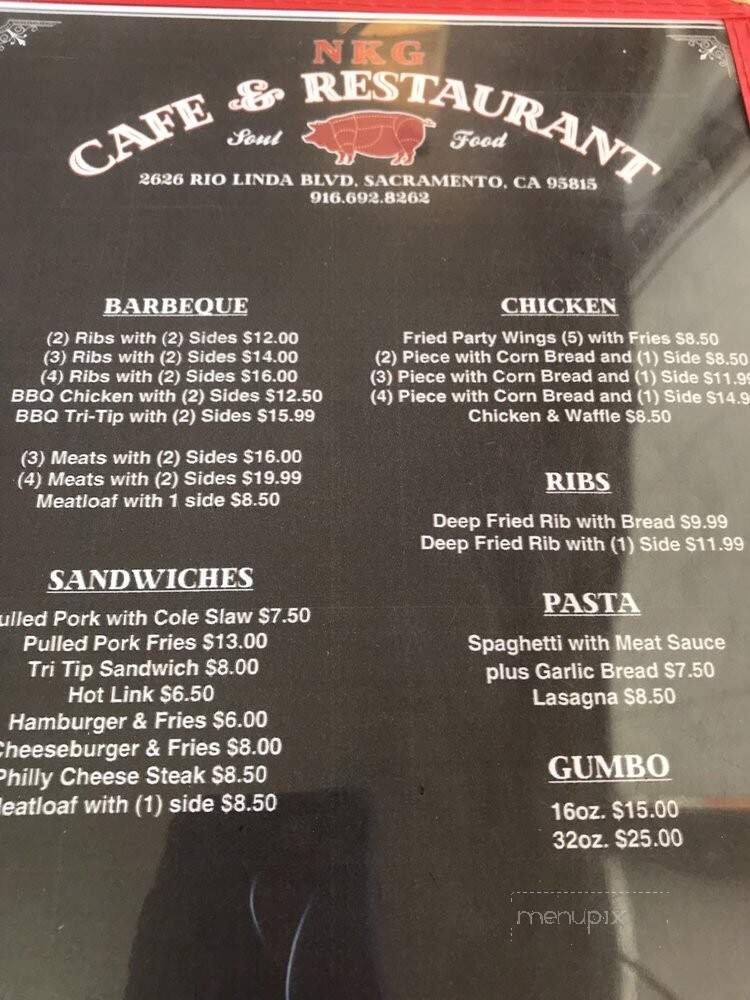 NKG
CAFE & RESTAURANT
Soul Food
2626 RIO LINDA BLVD. SACRAMENTO, CA 95815
916.692.8262
BARBEQUE
(2) Ribs with (2) Sides $12.00
(3) Ribs with (2) Sides $14.00
(4) Ribs with (2) Sides $16.00
BBQ Chicken with (2) Sides $12.50
BBQ Tri-Tip with (2) Sides $15.99
(3) Meats with (2) Sides $16.00
(4) Meats with (2) Sides $19.99
Meatloaf with 1 side $8.50
SANDWICHES
ulled Pork with Cole Slaw $7.50
Pulled Pork Fries $13.00
Tri Tip Sandwich $8.00
Hot Link $6.50
Hamburger & Fries $6.00
Cheeseburger & Fries $8.00
Philly Cheese Steak $8.50
eatloaf with (1) side $8.50
CHICKEN
Fried Party Wings (5) with Fries $8.50
(2) Piece with Corn Bread and (1) Side $8.50
(3) Piece with Corn Bread and (1) Side $11.99
(4) Piece with Corn Bread and (1) Side $14.9
Chicken & Waffle $8.50
RIBS
Deep Fried Rib with Bread $9.99
Deep Fried Rib with (1) Side $11.99
PASTA
Spaghetti with Meat Sauce
plus Garlic Bread $7.50
Lasagna $8.50
GUMBO
16oz. $15.00
32oz. $25.00
menupix